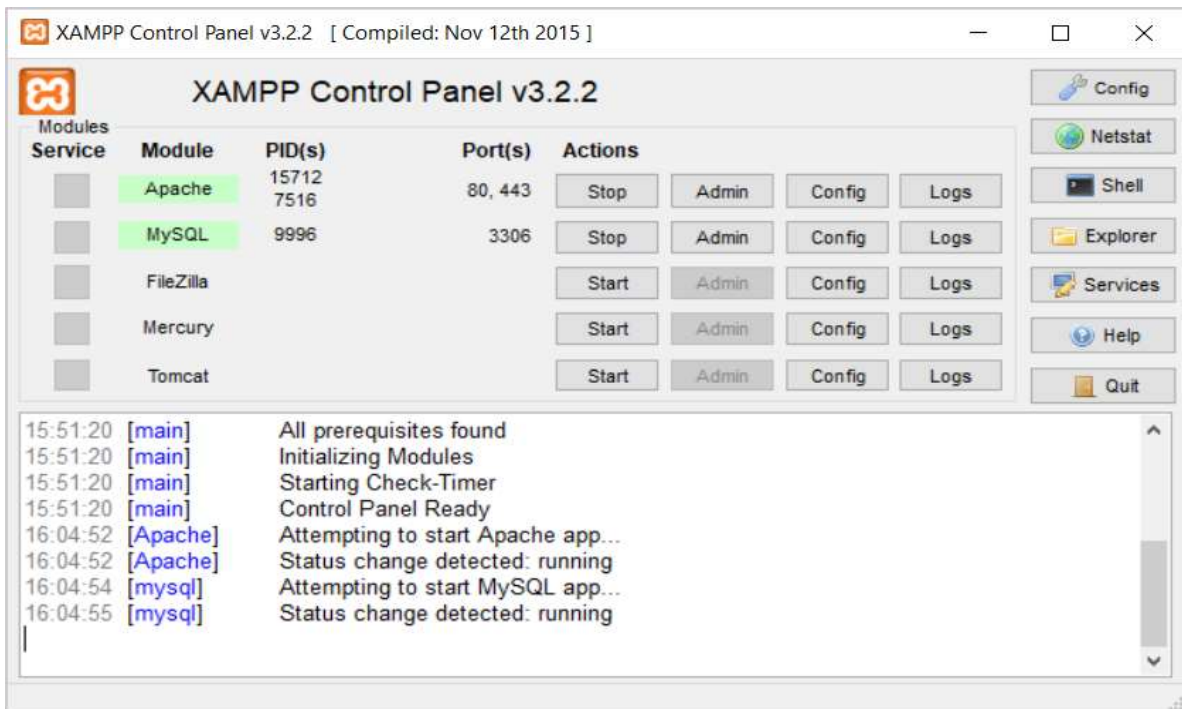 XAMPP Control Panel v3.2.2 [ Compiled: Nov 12th 2015 ]
XAMPP Control Panel v3.2.2
Config
Modules
Netstat
Service Module PID(s) Port(s) Actions
Apache 15712 7516 80, 443 Stop Admin Config Logs
Shell
MySQL 9996 3306 Stop Admin Config Logs
Explorer
FileZilla Start Admin Config Logs
Services
Mercury Start Admin Config Logs
Help
Tomcat Start Admin Config Logs
Quit
15:51:20 [main] All prerequisites found
15:51:20 [main] Initializing Modules
15:51:20 [main] Starting Check-Timer
15:51:20 [main] Control Panel Ready
16:04:52 [Apache] Attempting to start Apache app...
16:04:52 [Apache] Status change detected: running
16:04:54 [mysql] Attempting to start MySQL app...
16:04:55 [mysql] Status change detected: running